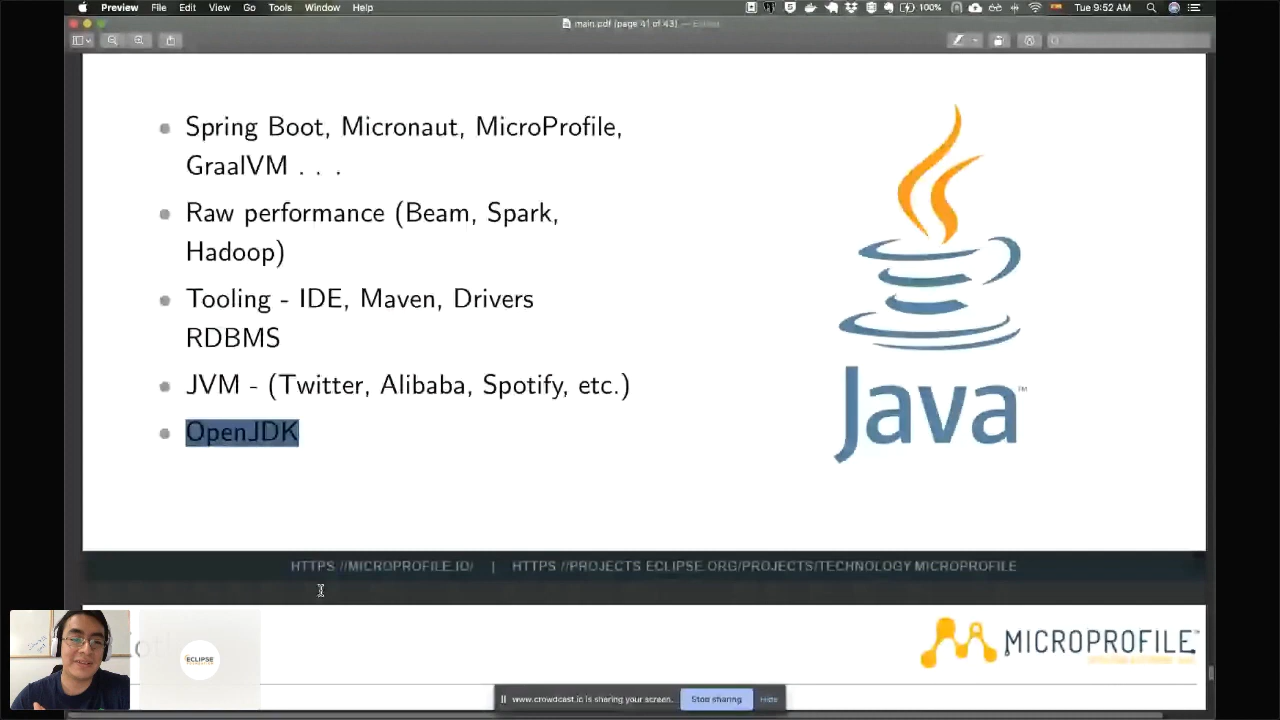 Preview File Edit View Go Tools Window Help
100% Tue 9:52 AM
main.pdf (page 41 of 43) — Edited
Spring Boot, Micronaut, MicroProfile,
GraalVM . . .
Raw performance (Beam, Spark,
Hadoop)
Tooling - IDE, Maven, Drivers
RDBMS
JVM - (Twitter, Alibaba, Spotify, etc.)
OpenJDK
Java™
HTTPS://MICROPROFILE.IO/ | HTTPS://PROJECTS.ECLIPSE.ORG/PROJECTS/TECHNOLOGY.MICROPROFILE
ECLIPSE
MICROPROFILE™
www.crowdcast.io is sharing your screen. Stop sharing Hide